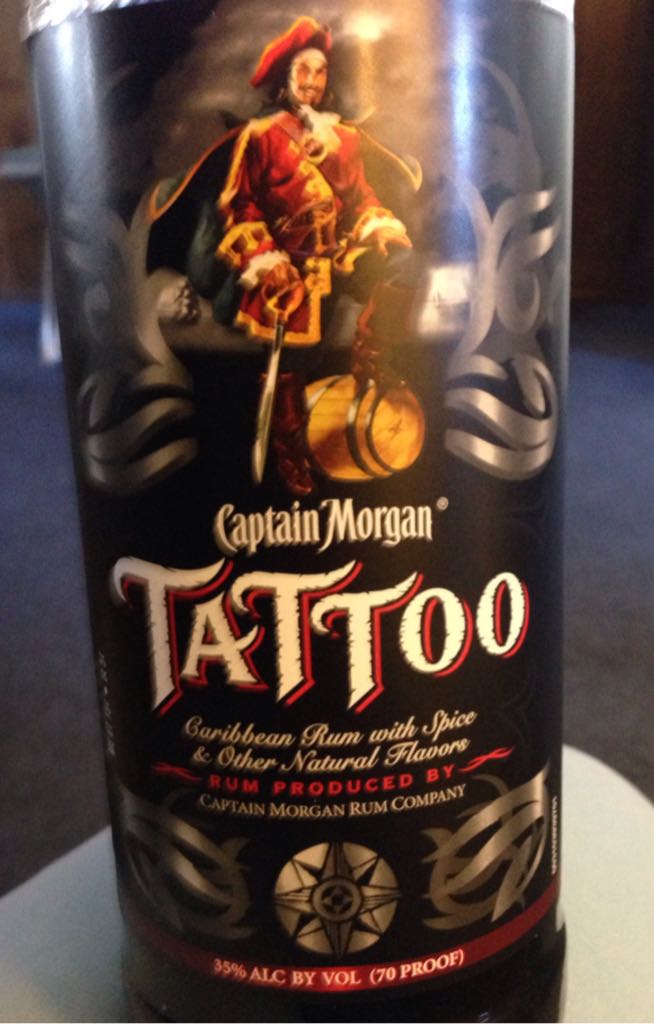 Captain Morgan®
TATTOO
Caribbean Rum with Spice
& Other Natural Flavors
RUM PRODUCED BY
CAPTAIN MORGAN RUM COMPANY
35% ALC BY VOL (70 PROOF)